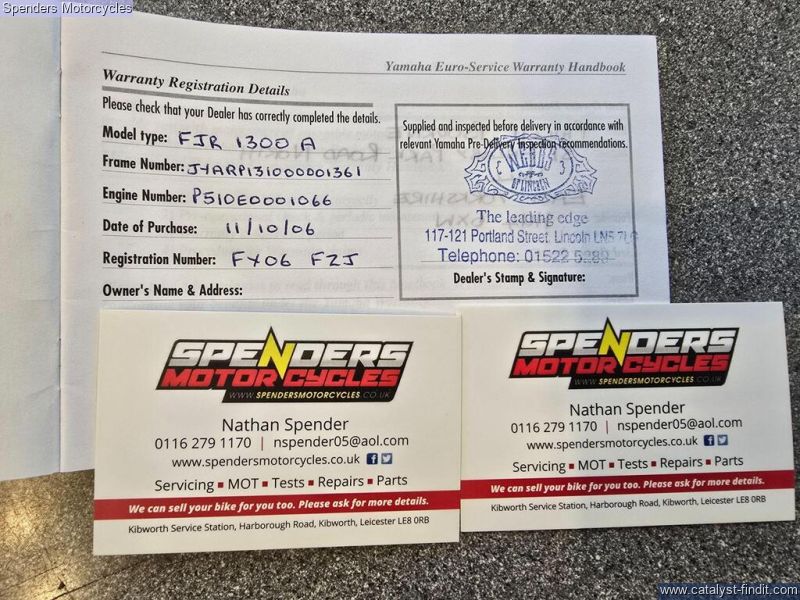 Spenders Motorcycles
Yamaha Euro-Service Warranty Handbook
Warranty Registration Details
Please check that your Dealer has correctly completed the details.
Model type: FJR 1300 A
Frame Number: JYARP131000001361
Engine Number: P510E0001066
Date of Purchase: 11/10/06
Registration Number: FX06 FZJ
Owner's Name & Address:
Supplied and inspected before delivery in accordance with
relevant Yamaha Pre-Delivery inspection recommendations.
WEBBS
OF LINCOLN
The leading edge
117-121 Portland Street, Lincoln LN5
Telephone: 01522
Dealer's Stamp & Signature:
SPENDERS
MOTORCYCLES
WWW.SPENDERSMOTORCYCLES.CO.UK
Nathan Spender
0116 279 1170 | nspender05@aol.com
www.spendersmotorcycles.co.uk
Servicing ▪ MOT ▪ Tests ▪ Repairs ▪ Parts
We can sell your bike for you too. Please ask for more details.
Kibworth Service Station, Harborough Road, Kibworth, Leicester LE8 0RB
SPENDERS
MOTORCYCLES
WWW.SPENDERSMOTORCYCLES.CO.UK
Nathan Spender
0116 279 1170 | nspender05@aol.com
www.spendersmotorcycles.co.uk
Servicing ▪ MOT ▪ Tests ▪ Repairs ▪ Parts
We can sell your bike for you too. Please ask for more details.
Kibworth Service Station, Harborough Road, Kibworth, Leicester LE8 0RB
www.catalyst-findit.com